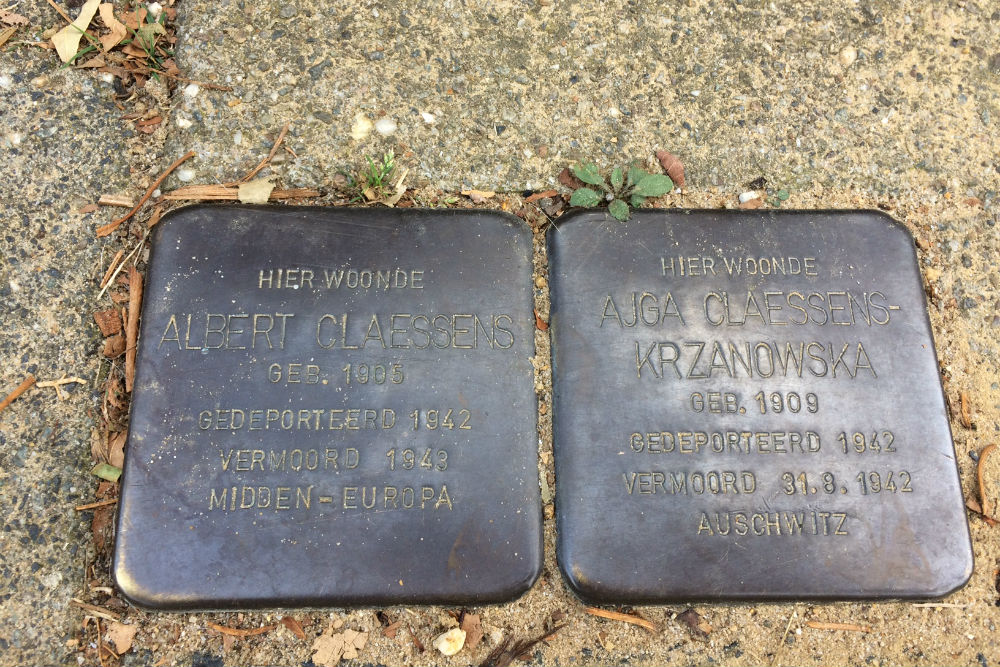 HIER WOONDE
ALBERT CLAESSENS
GEB. 1905
GEDEPORTEERD 1942
VERMOORD 1943
MIDDEN-EUROPA
HIER WOONDE
AJGA CLAESSENS-
KRZANOWSKA
GEB. 1909
GEDEPORTEERD 1942
VERMOORD 31.8.1942
AUSCHWITZ